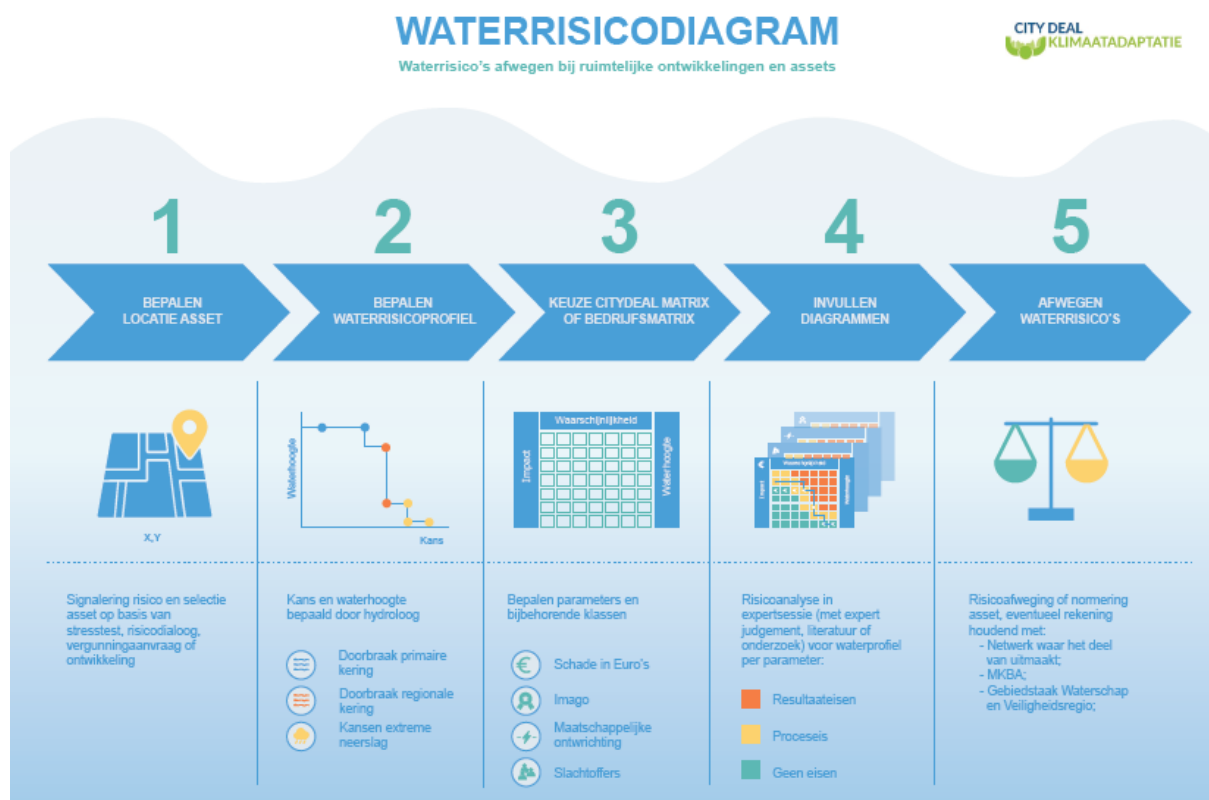 WATERRISICODIAGRAM
Waterrisico's afwegen bij ruimtelijke ontwikkelingen en assets
CITY DEAL
KLIMAATADAPTATIE
1
BEPALEN
LOCATIE ASSET
X,Y
Signalering risico en selectie
asset op basis van
stresstest, risicodialoog,
vergunningaanvraag of
ontwikkeling
2
BEPALEN
WATERRISICOPROFIEL
Waterhoogte
Kans
Kans en waterhoogte
bepaald door hydroloog
Doorbraak primaire
kering
Doorbraak regionale
kering
Kansen extreme
neerslag
3
KEUZE CITYDEAL MATRIX
OF BEDRIJFSMATRIX
Waarschijnlijkheid
Impact
Waterhoogte
Bepalen parameters en
bijbehorende klassen
€
Schade in Euro's
Imago
Maatschappelijke
ontwrichting
Slachtoffers
4
INVULLEN
DIAGRAMMEN
€
Waarschijnlijkheid
Impact
Waterhoogte
Risicoanalyse in
expertsessie (met expert
judgement, literatuur of
onderzoek) voor waterprofiel
per parameter:
Resultaateisen
Proceseis
Geen eisen
5
AFWEGEN
WATERRISICO'S
Risicoafweging of normering
asset, eventueel rekening
houdend met:
- Netwerk waar het deel
van uitmaakt;
- MKBA;
- Gebiedstaak Waterschap
en Veiligheidsregio;